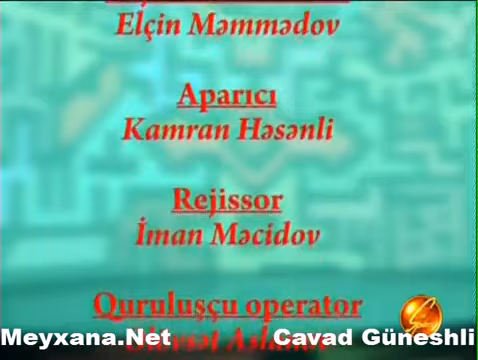 Elçin Məmmədov
Aparıcı
Kamran Həsənli
Rejissor
İman Məcidov
Quruluşçu operator
Meyxana.Net
Cavad Güneshli